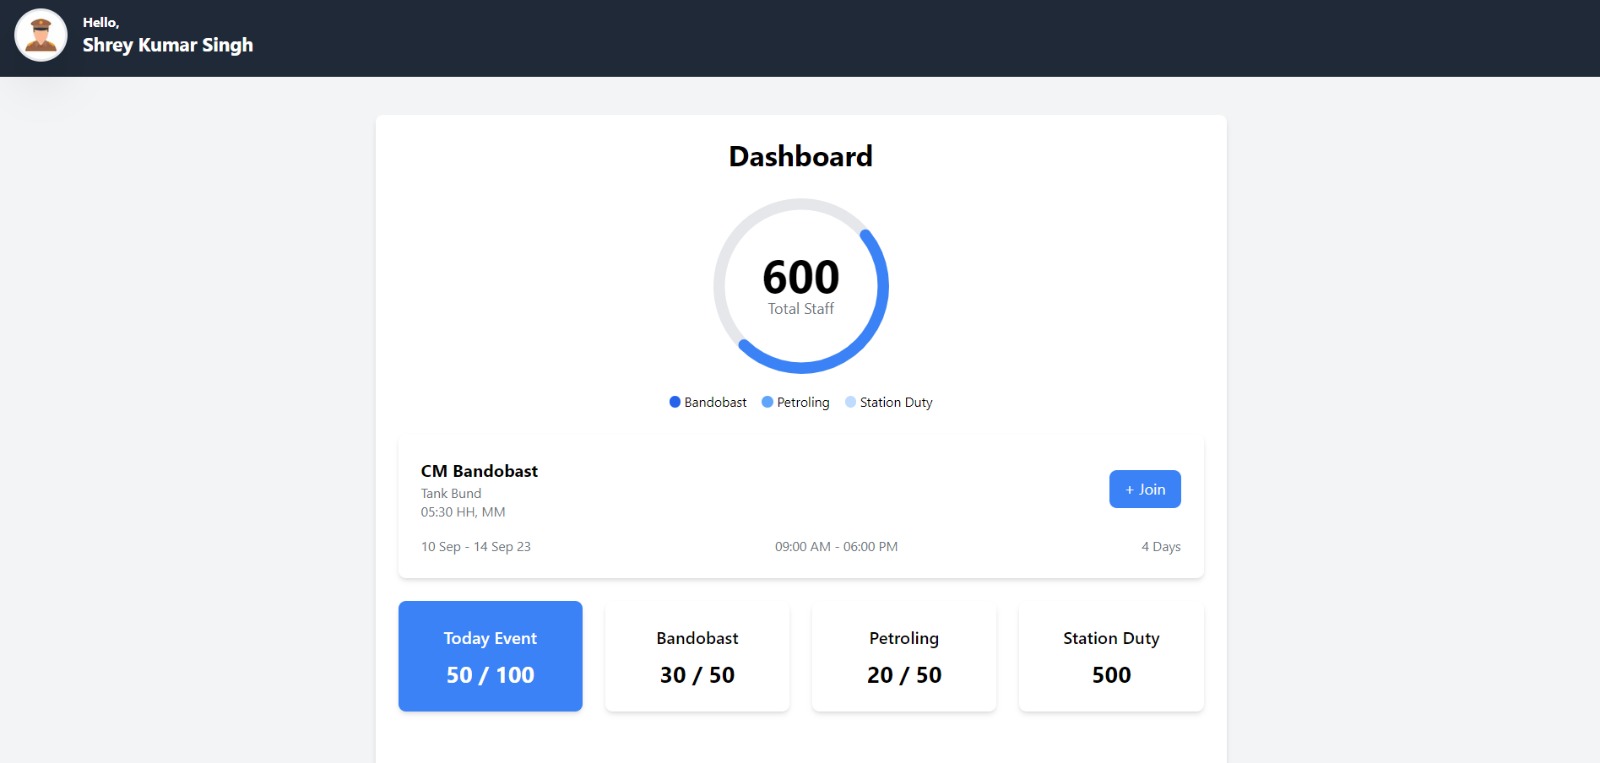 Hello,
Shrey Kumar Singh
Dashboard
600
Total Staff
Bandobast Petroling Station Duty
CM Bandobast
Tank Bund
05:30 HH, MM
+ Join
10 Sep - 14 Sep 23 09:00 AM - 06:00 PM 4 Days
Today Event Bandobast Petroling Station Duty
50 / 100 30 / 50 20 / 50 500